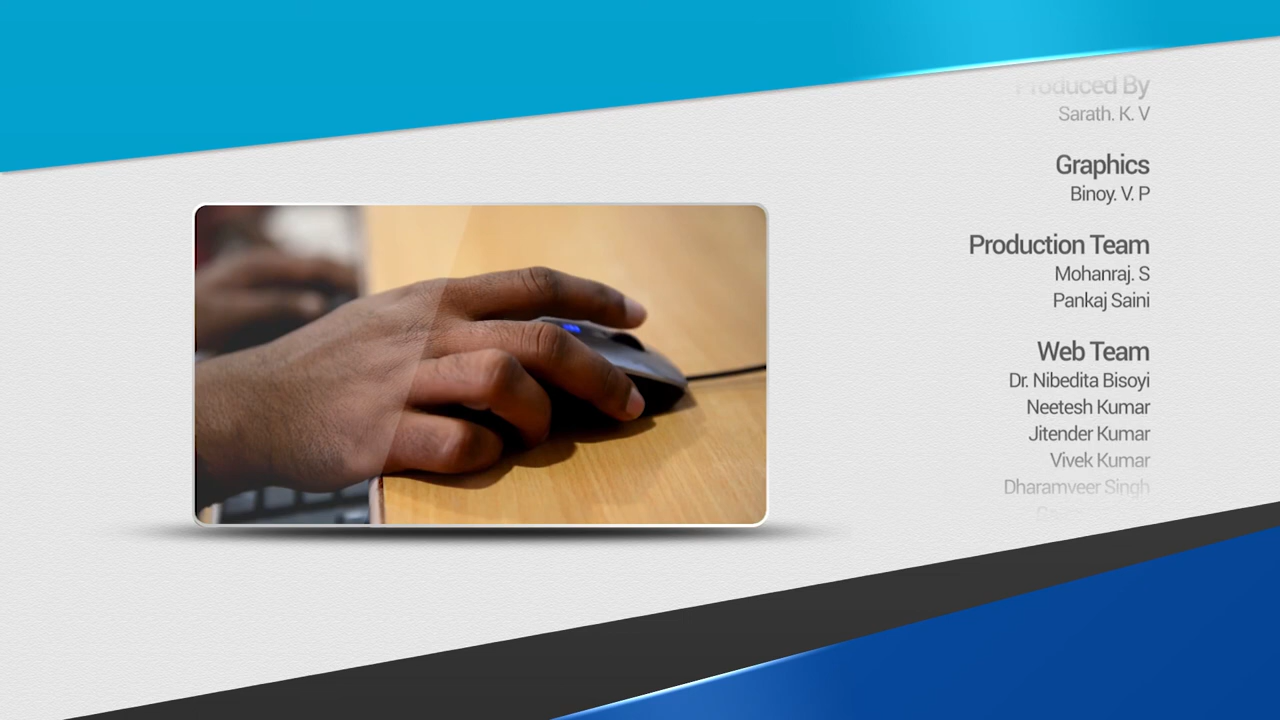 Produced By
Sarath. K. V
Graphics
Binoy. V. P
Production Team
Mohanraj. S
Pankaj Saini
Web Team
Dr. Nibedita Bisoyi
Neetesh Kumar
Jitender Kumar
Vivek Kumar
Dharamveer Singh